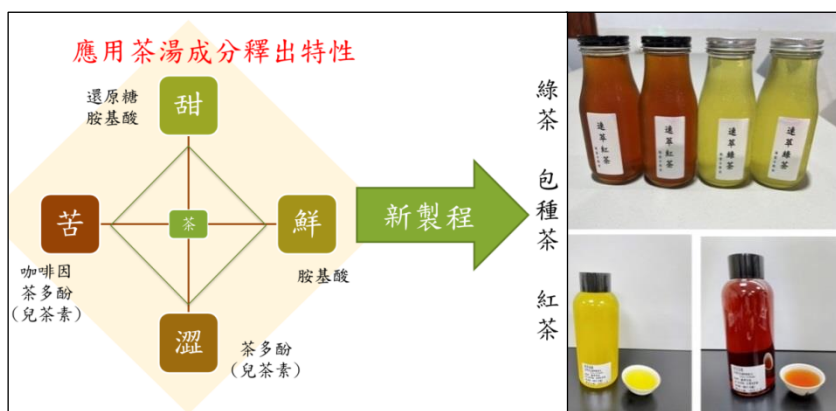 應用茶湯成分釋出特性
還原糖
胺基酸
甜
苦
茶
鮮
咖啡因
茶多酚
(兒茶素)
胺基酸
澀
茶多酚
(兒茶素)
新製程
綠茶
包種茶
紅茶
速萃紅茶
速萃紅茶
速萃綠茶
速萃綠茶